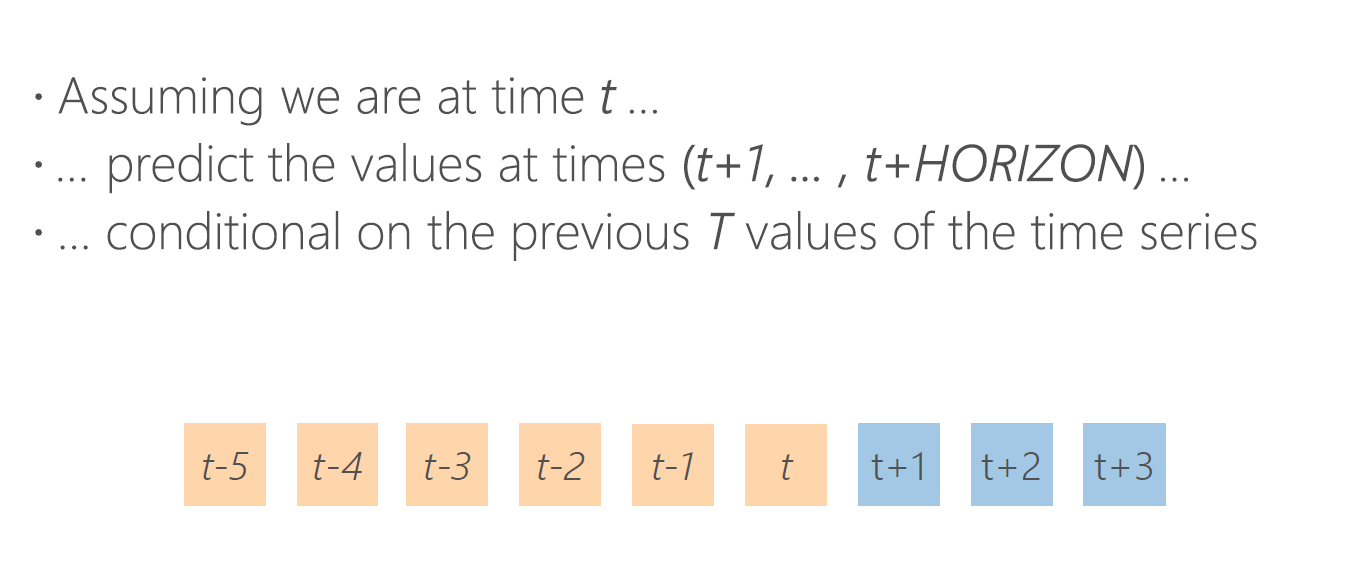 · Assuming we are at time t ...
· ... predict the values at times (t+1, ... , t+HORIZON) ...
· ... conditional on the previous T values of the time series
t-5 t-4 t-3 t-2 t-1 t t+1 t+2 t+3